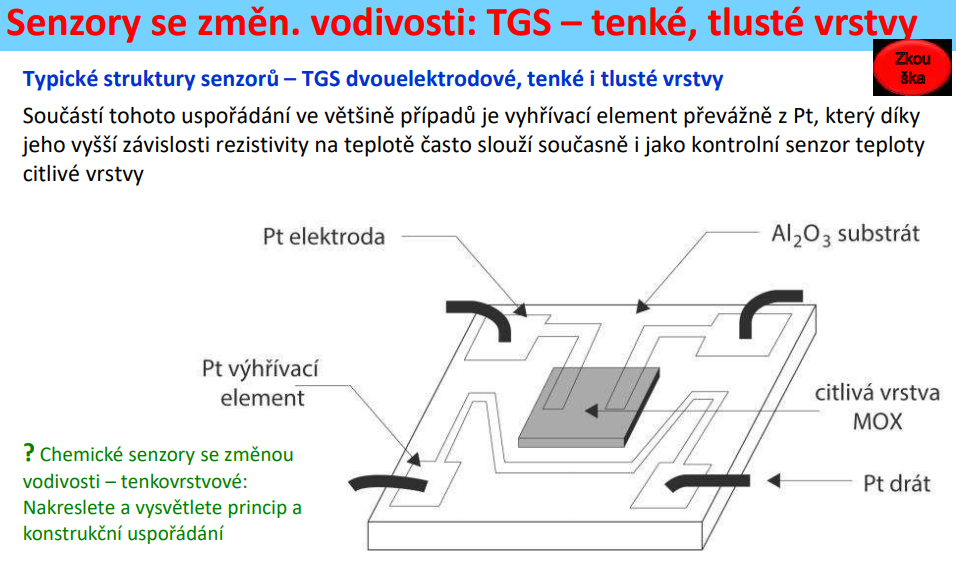 Senzory se změn. vodivosti: TGS – tenké, tlusté vrstvy
Zkou
ška
Typické struktury senzorů – TGS dvouelektrodové, tenké i tlusté vrstvy
Součástí tohoto uspořádání ve většině případů je vyhřívací element převážně z Pt, který díky
jeho vyšší závislosti rezistivity na teplotě často slouží současně i jako kontrolní senzor teploty
citlivé vrstvy
Pt elektroda
Al₂O₃ substrát
Pt výhřívací
element
citlivá vrstva
MOX
Pt drát
? Chemické senzory se změnou
vodivosti – tenkovrstvové:
Nakreslete a vysvětlete princip a
konstrukční uspořádání